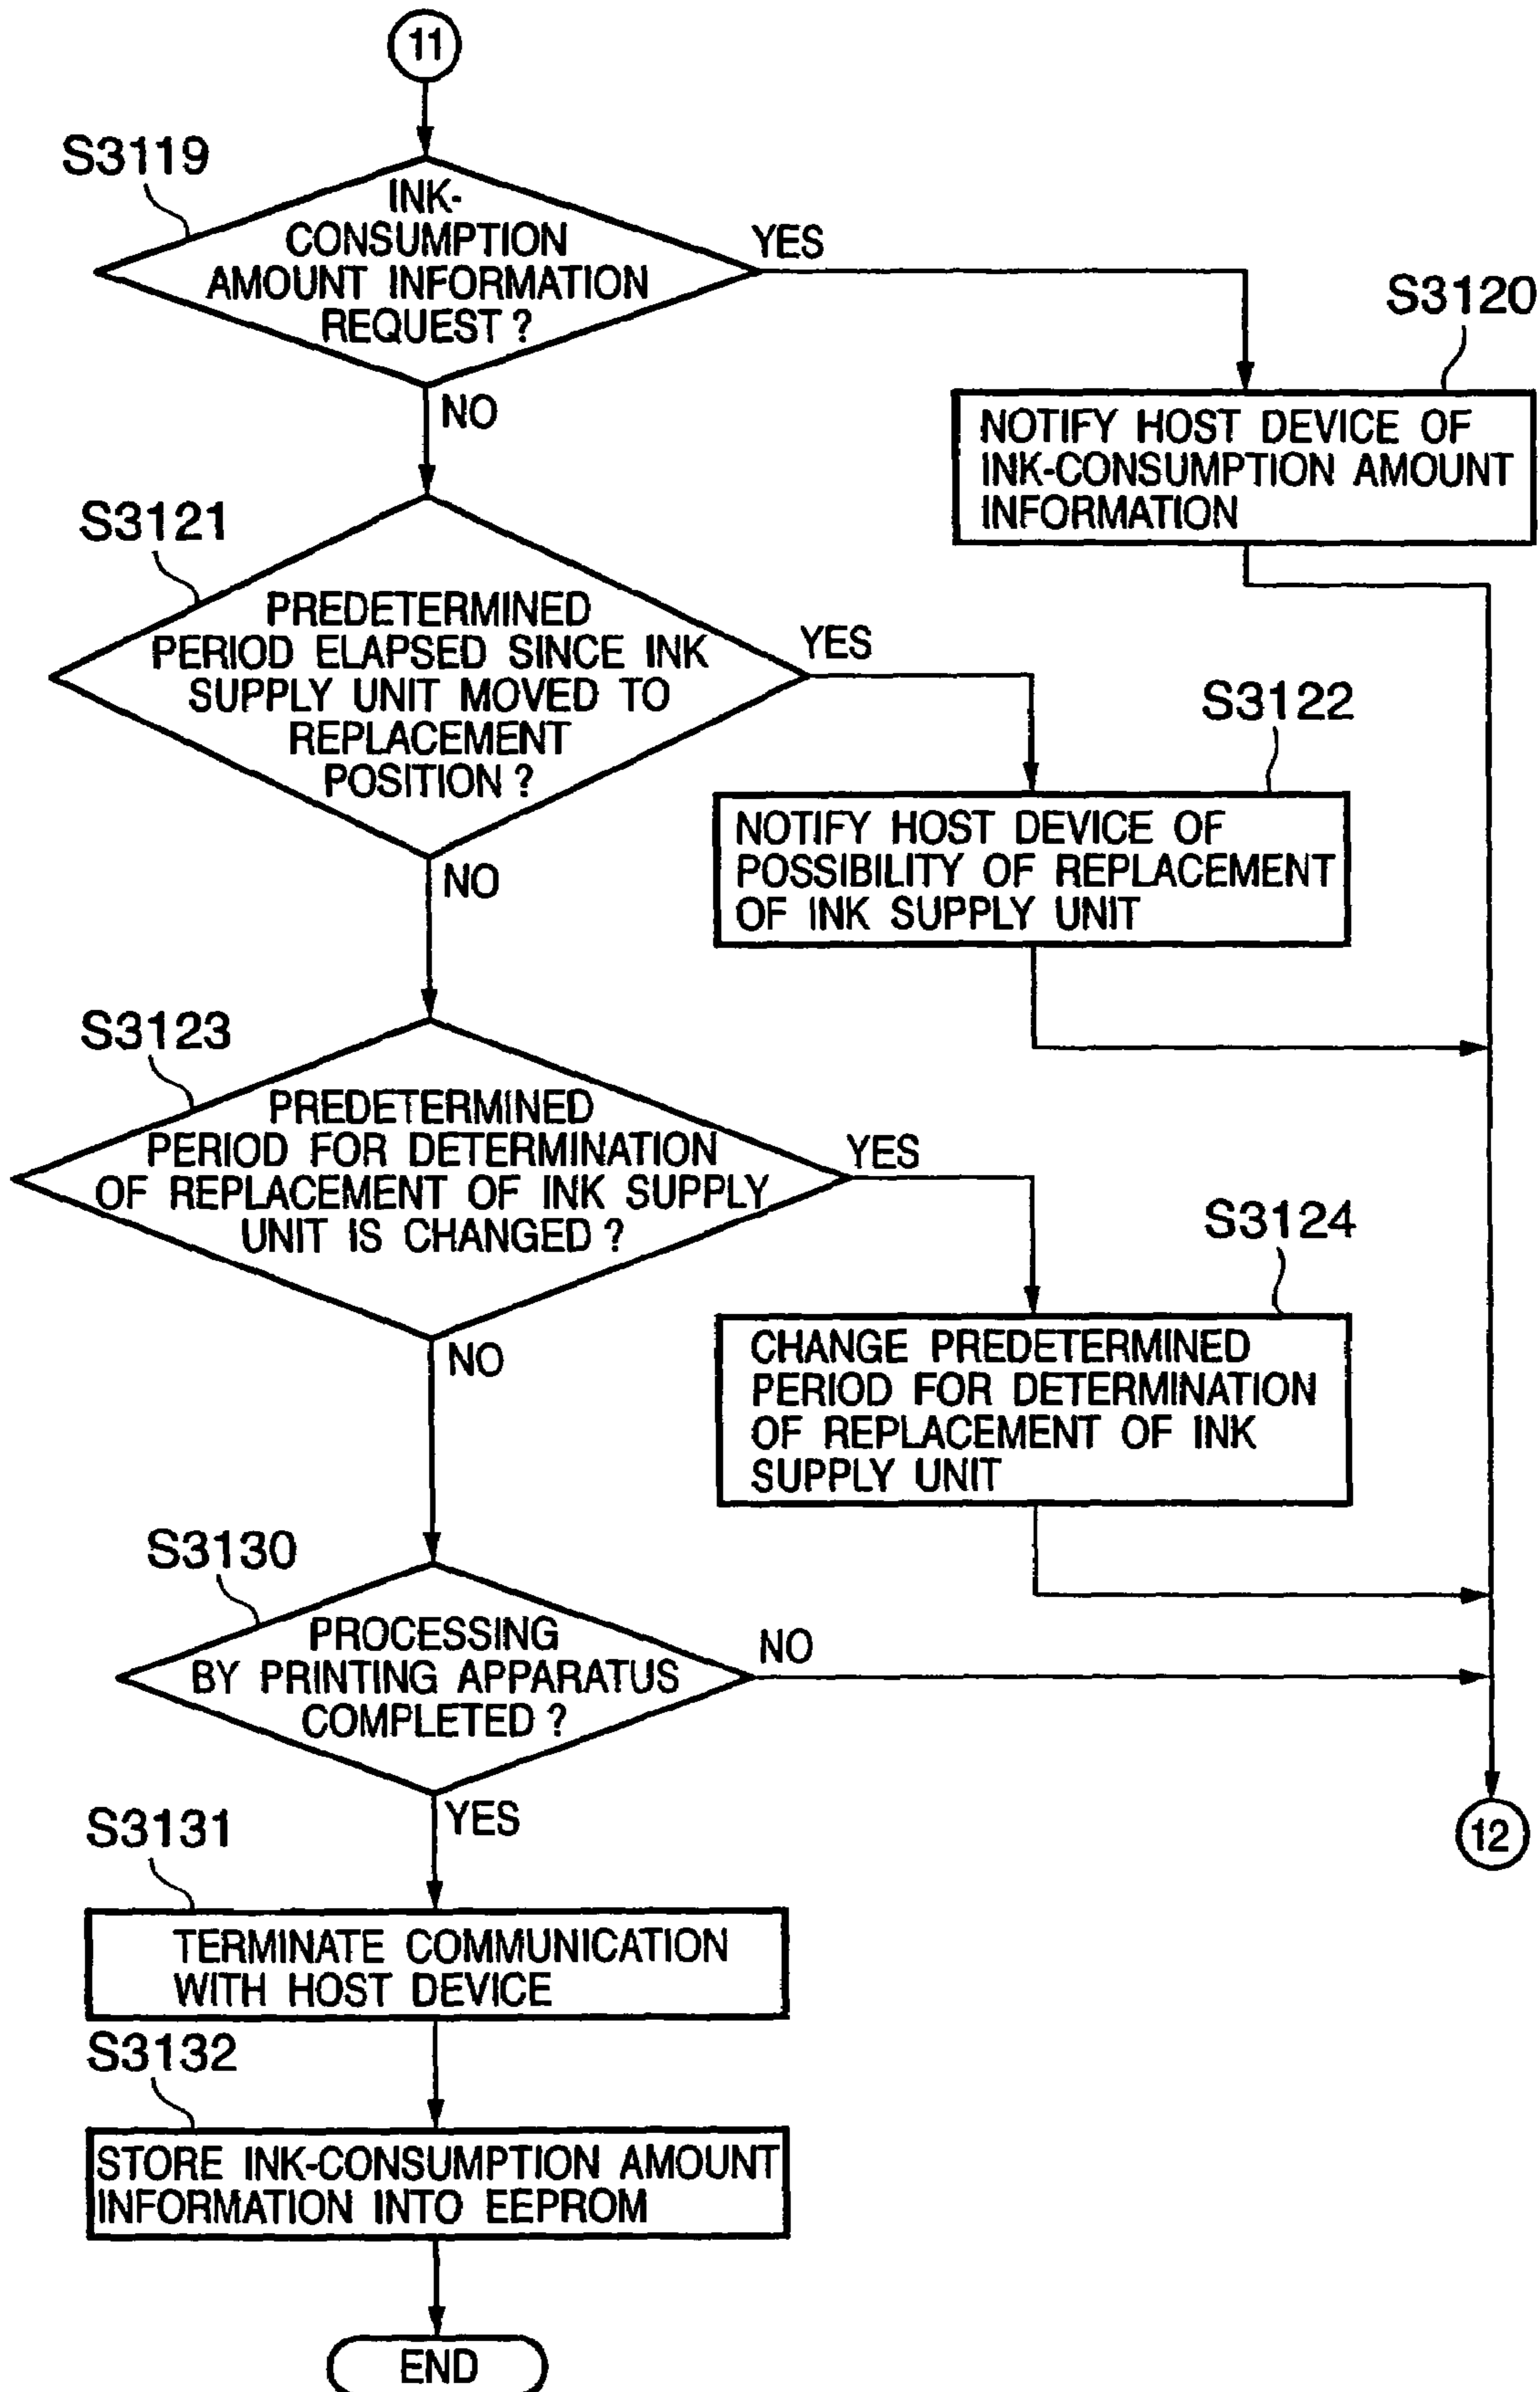 11
S3119
INK-
CONSUMPTION
AMOUNT INFORMATION
REQUEST ?
YES
NO
S3120
NOTIFY HOST DEVICE OF
INK-CONSUMPTION AMOUNT
INFORMATION
S3121
PREDETERMINED
PERIOD ELAPSED SINCE INK
SUPPLY UNIT MOVED TO
REPLACEMENT
POSITION ?
YES
NO
S3122
NOTIFY HOST DEVICE OF
POSSIBILITY OF REPLACEMENT
OF INK SUPPLY UNIT
S3123
PREDETERMINED
PERIOD FOR DETERMINATION
OF REPLACEMENT OF INK SUPPLY
UNIT IS CHANGED ?
YES
NO
S3124
CHANGE PREDETERMINED
PERIOD FOR DETERMINATION
OF REPLACEMENT OF INK
SUPPLY UNIT
S3130
PROCESSING
BY PRINTING APPARATUS
COMPLETED ?
NO
YES
12
S3131
TERMINATE COMMUNICATION
WITH HOST DEVICE
S3132
STORE INK-CONSUMPTION AMOUNT
INFORMATION INTO EEPROM
END